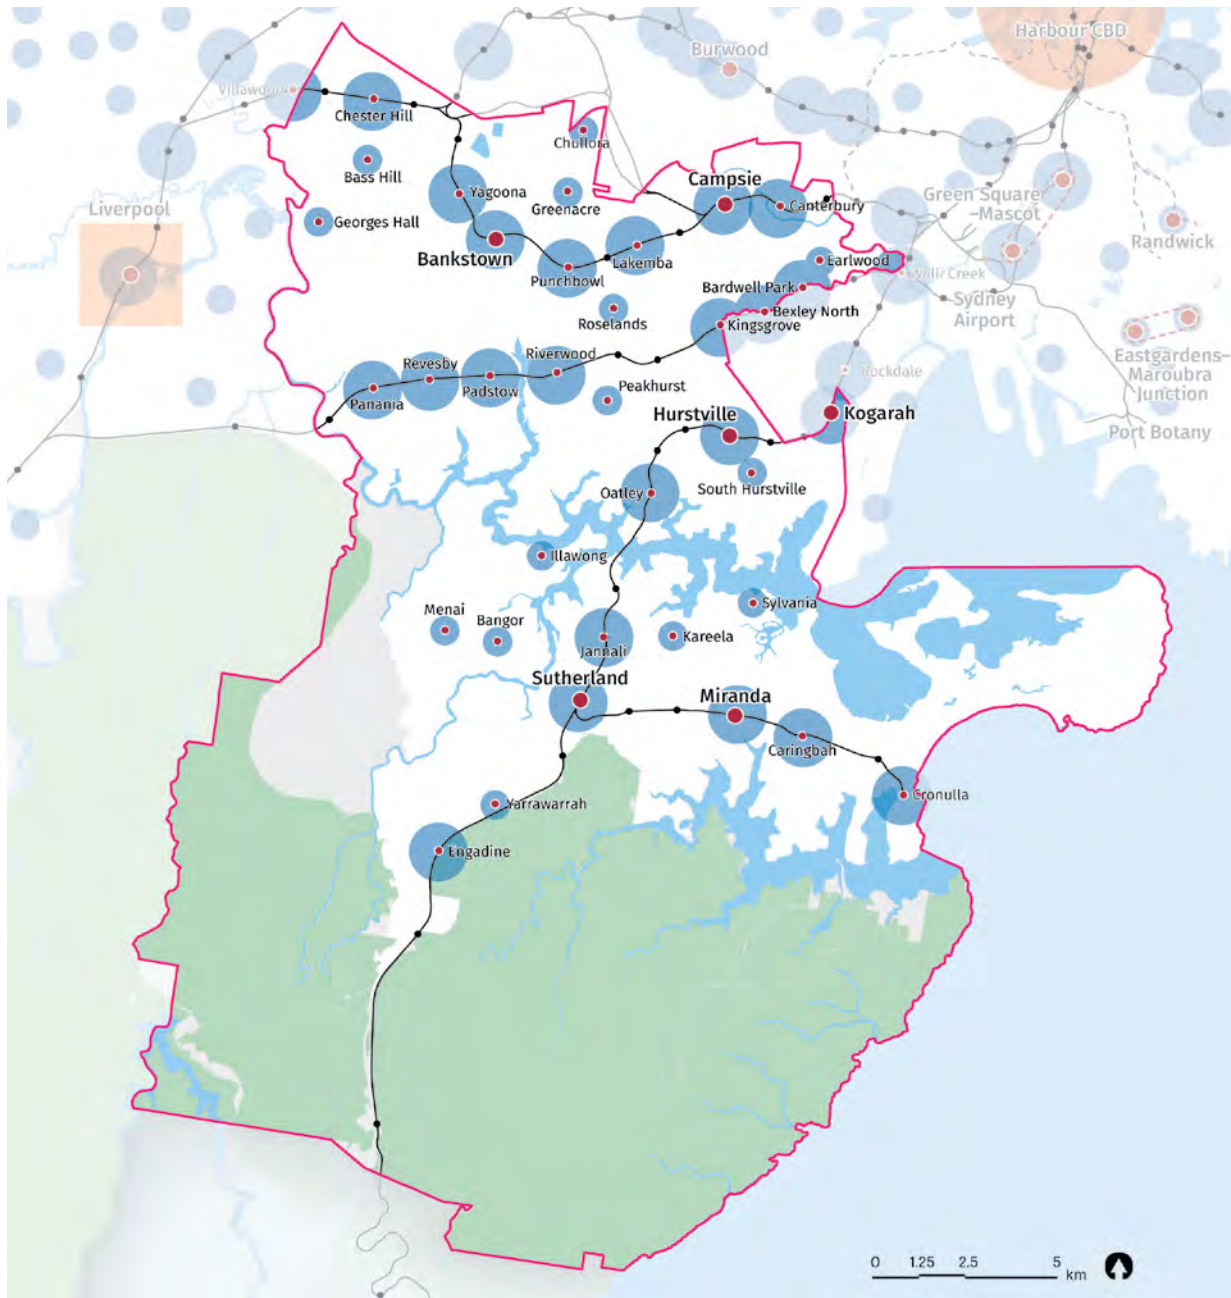 Harbour CBD
Burwood
Villawood
Chester Hill
Chullora
Bass Hill
Yagoona
Greenacre
Campsie
Canterbury
Green Square
–Mascot
Liverpool
Georges Hall
Randwick
Bankstown
Lakemba
Punchbowl
Earlwood
Wolli Creek
Bardwell Park
Sydney
Airport
Bexley North
Roselands
Kingsgrove
Eastgardens–
Maroubra
Junction
Revesby
Riverwood
Rockdale
Panania
Padstow
Peakhurst
Hurstville
Kogarah
Port Botany
Oatley
South Hurstville
Illawong
Sylvania
Menai
Bangor
Kareela
Jannali
Sutherland
Miranda
Caringbah
Cronulla
Yarrawarrah
Engadine
0 1.25 2.5 5
km